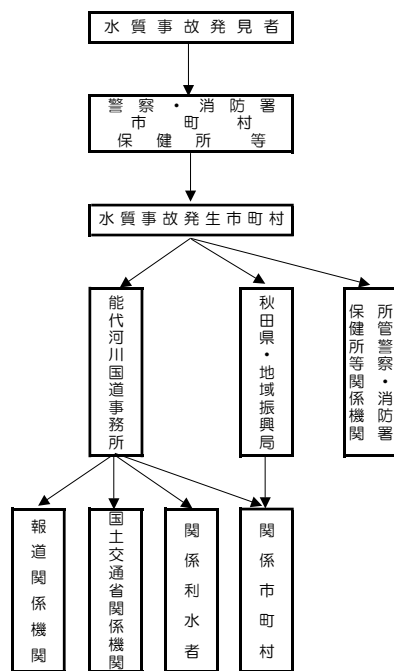 水質事故発見者
警察・消防署
市町村
保健所等
水質事故発生市町村
能代河川国道事務所
秋田県・地域振興局
所管警察・消防署
保健所等関係機関
報道関係機関
国土交通省関係機関
関係利水者
関係市町村